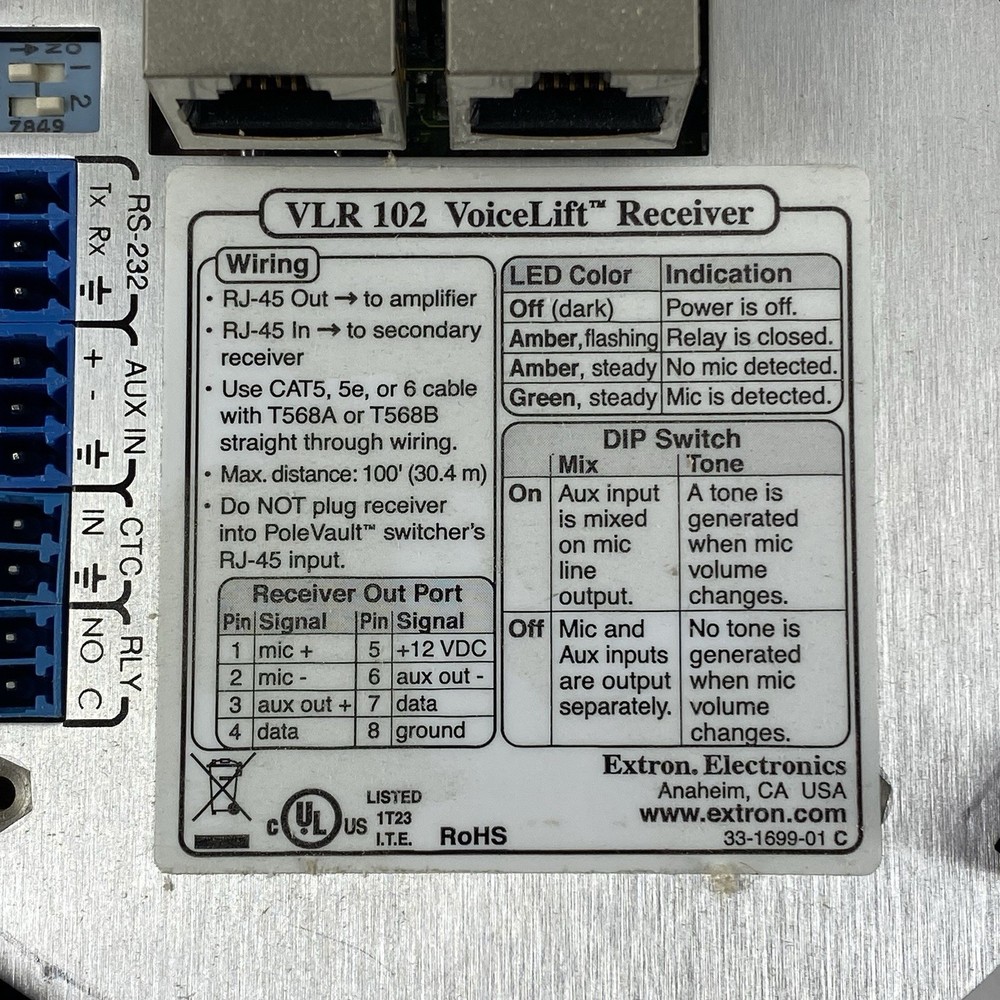 ON
1
2
7849
RS-232
Tx Rx
AUX IN
+ -
CTC
IN
RLY
NO C
VLR 102 VoiceLift™ Receiver
Wiring
• RJ-45 Out → to amplifier
• RJ-45 In → to secondary
receiver
• Use CAT5, 5e, or 6 cable
with T568A or T568B
straight through wiring.
• Max. distance: 100' (30.4 m)
• Do NOT plug receiver
into PoleVault™ switcher's
RJ-45 input.
Receiver Out Port
Pin Signal Pin Signal
1 mic + 5 +12 VDC
2 mic - 6 aux out -
3 aux out + 7 data
4 data 8 ground
LED Color Indication
Off (dark) Power is off.
Amber, flashing Relay is closed.
Amber, steady No mic detected.
Green, steady Mic is detected.
DIP Switch
Mix Tone
On Aux input A tone is
is mixed generated
on mic when mic
line volume
output. changes.
Off Mic and No tone is
Aux inputs generated
are output when mic
separately. volume
changes.
Extron. Electronics
Anaheim, CA USA
www.extron.com
33-1699-01 C
C UL US
LISTED
1T23
I.T.E.
RoHS